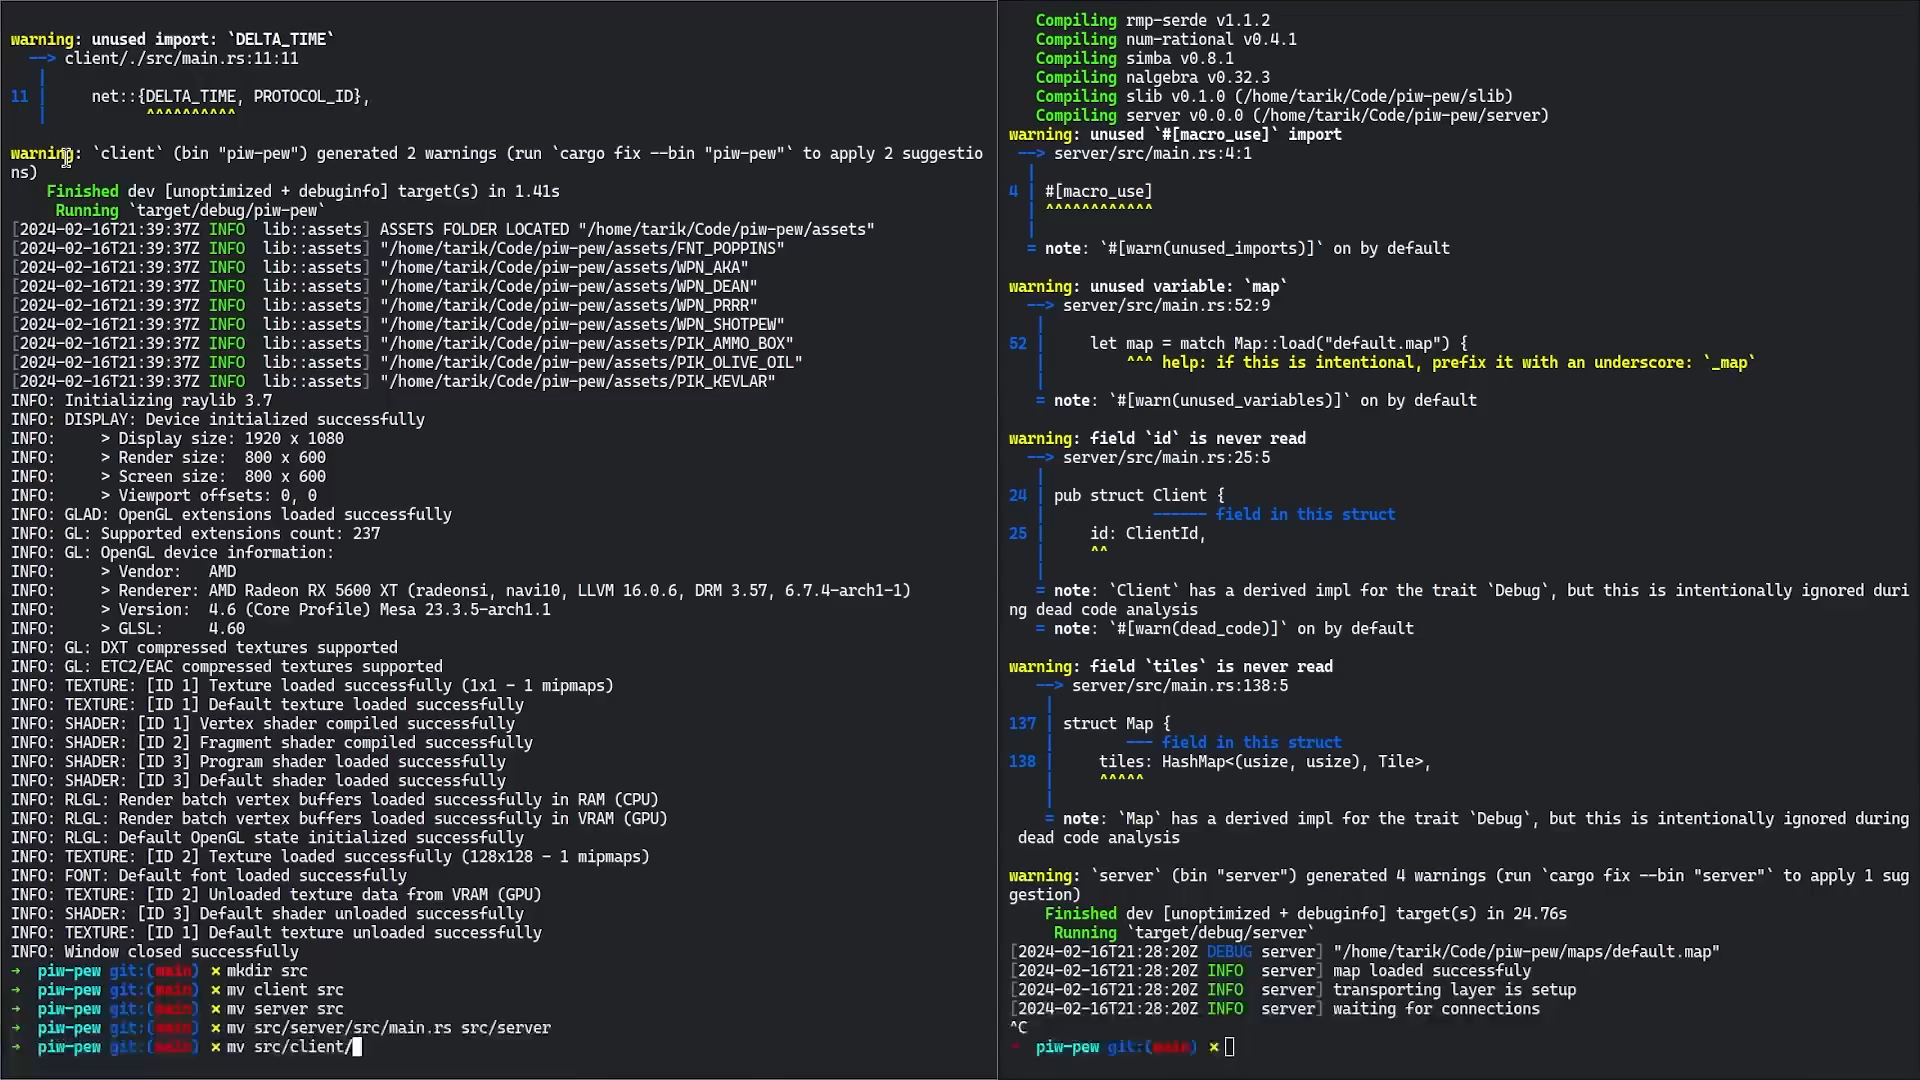 warning: unused import: `DELTA_TIME`
--> client/./src/main.rs:11:11
|
11 |     net::{DELTA_TIME, PROTOCOL_ID},
|           ^^^^^^^^^^
warning: `client` (bin "piw-pew") generated 2 warnings (run `cargo fix --bin "piw-pew"` to apply 2 suggestio
ns)
Finished dev [unoptimized + debuginfo] target(s) in 1.41s
Running `target/debug/piw-pew`
[2024-02-16T21:39:37Z INFO  lib::assets] ASSETS FOLDER LOCATED "/home/tarik/Code/piw-pew/assets"
[2024-02-16T21:39:37Z INFO  lib::assets] "/home/tarik/Code/piw-pew/assets/FNT_POPPINS"
[2024-02-16T21:39:37Z INFO  lib::assets] "/home/tarik/Code/piw-pew/assets/WPN_AKA"
[2024-02-16T21:39:37Z INFO  lib::assets] "/home/tarik/Code/piw-pew/assets/WPN_DEAN"
[2024-02-16T21:39:37Z INFO  lib::assets] "/home/tarik/Code/piw-pew/assets/WPN_PRRR"
[2024-02-16T21:39:37Z INFO  lib::assets] "/home/tarik/Code/piw-pew/assets/WPN_SHOTPEW"
[2024-02-16T21:39:37Z INFO  lib::assets] "/home/tarik/Code/piw-pew/assets/PIK_AMMO_BOX"
[2024-02-16T21:39:37Z INFO  lib::assets] "/home/tarik/Code/piw-pew/assets/PIK_OLIVE_OIL"
[2024-02-16T21:39:37Z INFO  lib::assets] "/home/tarik/Code/piw-pew/assets/PIK_KEVLAR"
INFO: Initializing raylib 3.7
INFO: DISPLAY: Device initialized successfully
INFO:     > Display size: 1920 x 1080
INFO:     > Render size:  800 x 600
INFO:     > Screen size:  800 x 600
INFO:     > Viewport offsets: 0, 0
INFO: GLAD: OpenGL extensions loaded successfully
INFO: GL: Supported extensions count: 237
INFO: GL: OpenGL device information:
INFO:     > Vendor:   AMD
INFO:     > Renderer: AMD Radeon RX 5600 XT (radeonsi, navi10, LLVM 16.0.6, DRM 3.57, 6.7.4-arch1-1)
INFO:     > Version:  4.6 (Core Profile) Mesa 23.3.5-arch1.1
INFO:     > GLSL:     4.60
INFO: GL: DXT compressed textures supported
INFO: GL: ETC2/EAC compressed textures supported
INFO: TEXTURE: [ID 1] Texture loaded successfully (1x1 - 1 mipmaps)
INFO: TEXTURE: [ID 1] Default texture loaded successfully
INFO: SHADER: [ID 1] Vertex shader compiled successfully
INFO: SHADER: [ID 2] Fragment shader compiled successfully
INFO: SHADER: [ID 3] Program shader loaded successfully
INFO: SHADER: [ID 3] Default shader loaded successfully
INFO: RLGL: Render batch vertex buffers loaded successfully in RAM (CPU)
INFO: RLGL: Render batch vertex buffers loaded successfully in VRAM (GPU)
INFO: RLGL: Default OpenGL state initialized successfully
INFO: TEXTURE: [ID 2] Texture loaded successfully (128x128 - 1 mipmaps)
INFO: FONT: Default font loaded successfully
INFO: TEXTURE: [ID 2] Unloaded texture data from VRAM (GPU)
INFO: SHADER: [ID 3] Default shader unloaded successfully
INFO: TEXTURE: [ID 1] Default texture unloaded successfully
INFO: Window closed successfully
→  piw-pew git:(main) × mkdir src
→  piw-pew git:(main) × mv client src
→  piw-pew git:(main) × mv server src
→  piw-pew git:(main) × mv src/server/src/main.rs src/server
→  piw-pew git:(main) × mv src/client/
Compiling rmp-serde v1.1.2
Compiling num-rational v0.4.1
Compiling simba v0.8.1
Compiling nalgebra v0.32.3
Compiling slib v0.1.0 (/home/tarik/Code/piw-pew/slib)
Compiling server v0.0.0 (/home/tarik/Code/piw-pew/server)
warning: unused `#[macro_use]` import
--> server/src/main.rs:4:1
|
4 | #[macro_use]
| ^^^^^^^^^^^^
|
= note: `#[warn(unused_imports)]` on by default
warning: unused variable: `map`
--> server/src/main.rs:52:9
|
52 |     let map = match Map::load("default.map") {
|         ^^^ help: if this is intentional, prefix it with an underscore: `_map`
|
= note: `#[warn(unused_variables)]` on by default
warning: field `id` is never read
--> server/src/main.rs:25:5
|
24 | pub struct Client {
|            ------ field in this struct
25 |     id: ClientId,
|     ^^
|
= note: `Client` has a derived impl for the trait `Debug`, but this is intentionally ignored duri
ng dead code analysis
= note: `#[warn(dead_code)]` on by default
warning: field `tiles` is never read
--> server/src/main.rs:138:5
|
137 | struct Map {
|        --- field in this struct
138 |     tiles: HashMap<(usize, usize), Tile>,
|     ^^^^^
|
= note: `Map` has a derived impl for the trait `Debug`, but this is intentionally ignored during
dead code analysis
warning: `server` (bin "server") generated 4 warnings (run `cargo fix --bin "server"` to apply 1 sug
gestion)
Finished dev [unoptimized + debuginfo] target(s) in 24.76s
Running `target/debug/server`
[2024-02-16T21:28:20Z DEBUG server] "/home/tarik/Code/piw-pew/maps/default.map"
[2024-02-16T21:28:20Z INFO  server] map loaded successfuly
[2024-02-16T21:28:20Z INFO  server] transporting layer is setup
[2024-02-16T21:28:20Z INFO  server] waiting for connections
^C
→  piw-pew git:(main) ×